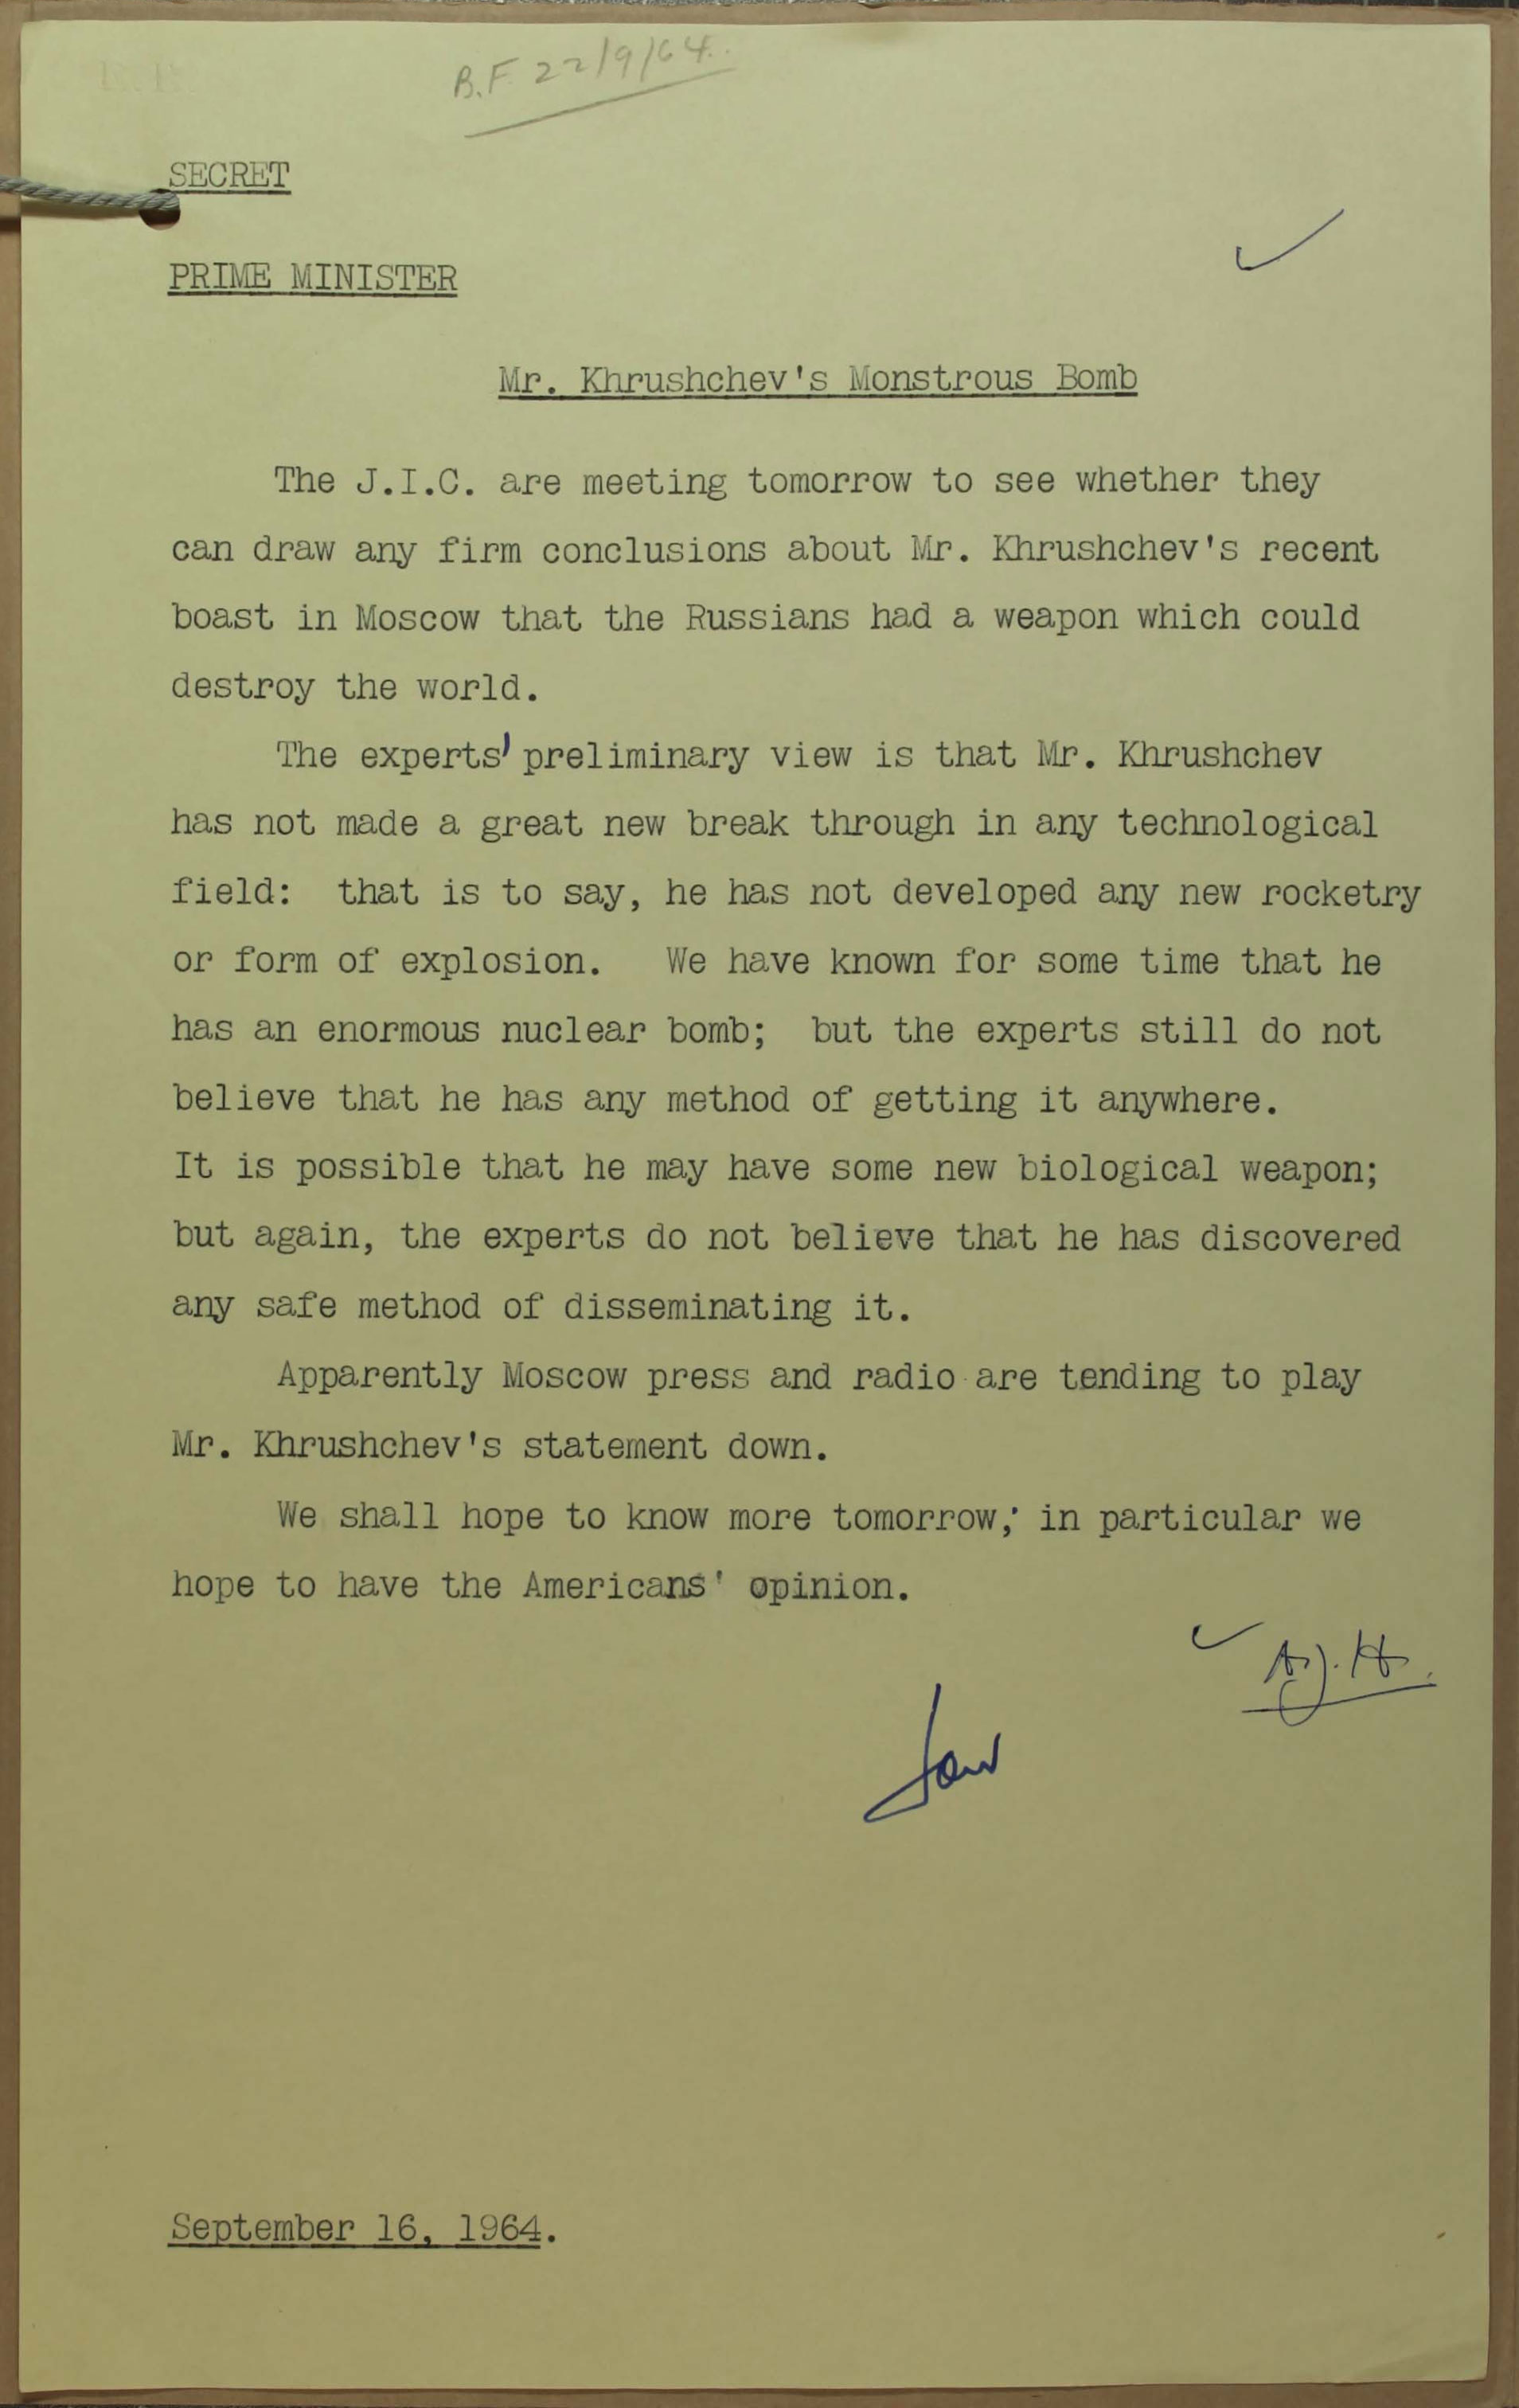 B.F. 22/9/64.
SECRET
PRIME MINISTER
Mr. Khrushchev's Monstrous Bomb
The J.I.C. are meeting tomorrow to see whether they
can draw any firm conclusions about Mr. Khrushchev's recent
boast in Moscow that the Russians had a weapon which could
destroy the world.
The experts' preliminary view is that Mr. Khrushchev
has not made a great new break through in any technological
field: that is to say, he has not developed any new rocketry
or form of explosion. We have known for some time that he
has an enormous nuclear bomb; but the experts still do not
believe that he has any method of getting it anywhere.
It is possible that he may have some new biological weapon;
but again, the experts do not believe that he has discovered
any safe method of disseminating it.
Apparently Moscow press and radio are tending to play
Mr. Khrushchev's statement down.
We shall hope to know more tomorrow; in particular we
hope to have the Americans' opinion.
September 16, 1964.